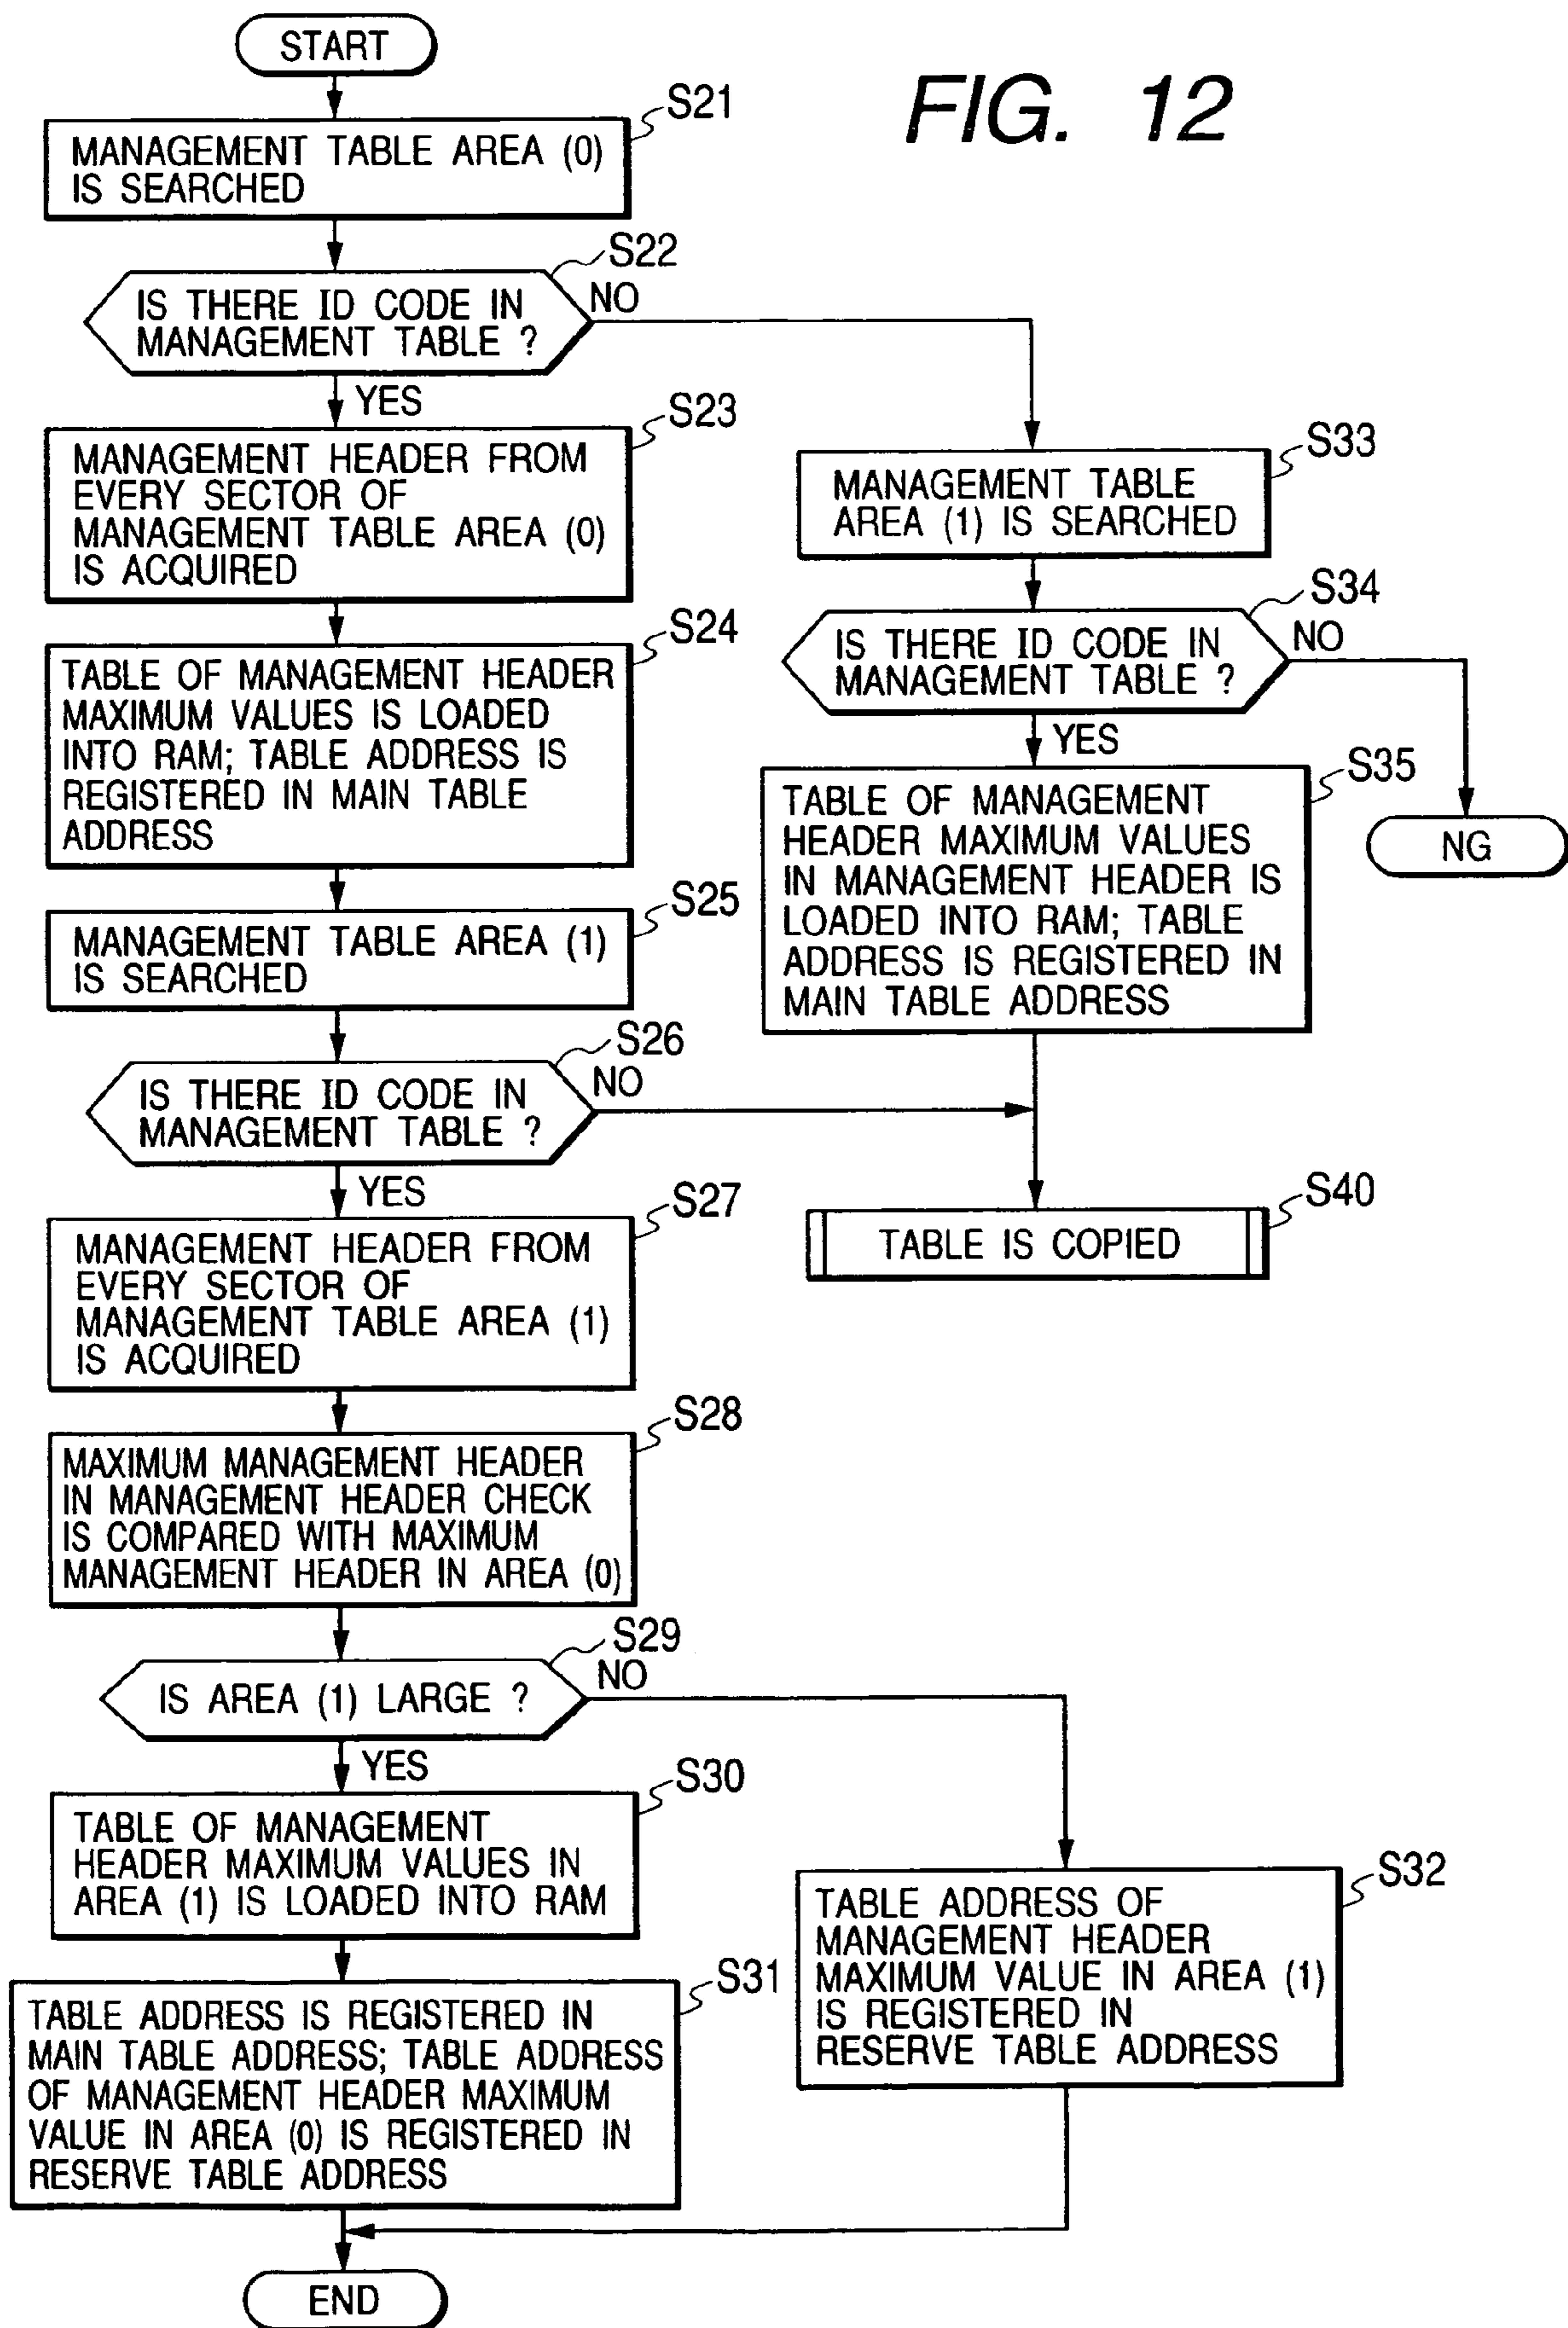 START
FIG. 12
S21
MANAGEMENT TABLE AREA (0)
IS SEARCHED
S22
IS THERE ID CODE IN
MANAGEMENT TABLE ?
NO
YES
S23
MANAGEMENT HEADER FROM
EVERY SECTOR OF
MANAGEMENT TABLE AREA (0)
IS ACQUIRED
S24
TABLE OF MANAGEMENT HEADER
MAXIMUM VALUES IS LOADED
INTO RAM; TABLE ADDRESS IS
REGISTERED IN MAIN TABLE
ADDRESS
S25
MANAGEMENT TABLE AREA (1)
IS SEARCHED
S26
IS THERE ID CODE IN
MANAGEMENT TABLE ?
NO
YES
S27
MANAGEMENT HEADER FROM
EVERY SECTOR OF
MANAGEMENT TABLE AREA (1)
IS ACQUIRED
S28
MAXIMUM MANAGEMENT HEADER
IN MANAGEMENT HEADER CHECK
IS COMPARED WITH MAXIMUM
MANAGEMENT HEADER IN AREA (0)
S29
IS AREA (1) LARGE ?
NO
YES
S30
TABLE OF MANAGEMENT
HEADER MAXIMUM VALUES IN
AREA (1) IS LOADED INTO RAM
S31
TABLE ADDRESS IS REGISTERED IN
MAIN TABLE ADDRESS; TABLE ADDRESS
OF MANAGEMENT HEADER MAXIMUM
VALUE IN AREA (0) IS REGISTERED IN
RESERVE TABLE ADDRESS
END
S33
MANAGEMENT TABLE
AREA (1) IS SEARCHED
S34
IS THERE ID CODE IN
MANAGEMENT TABLE ?
NO
YES
NG
S35
TABLE OF MANAGEMENT
HEADER MAXIMUM VALUES
IN MANAGEMENT HEADER IS
LOADED INTO RAM; TABLE
ADDRESS IS REGISTERED IN
MAIN TABLE ADDRESS
S40
TABLE IS COPIED
S32
TABLE ADDRESS OF
MANAGEMENT HEADER
MAXIMUM VALUE IN AREA (1)
IS REGISTERED IN
RESERVE TABLE ADDRESS